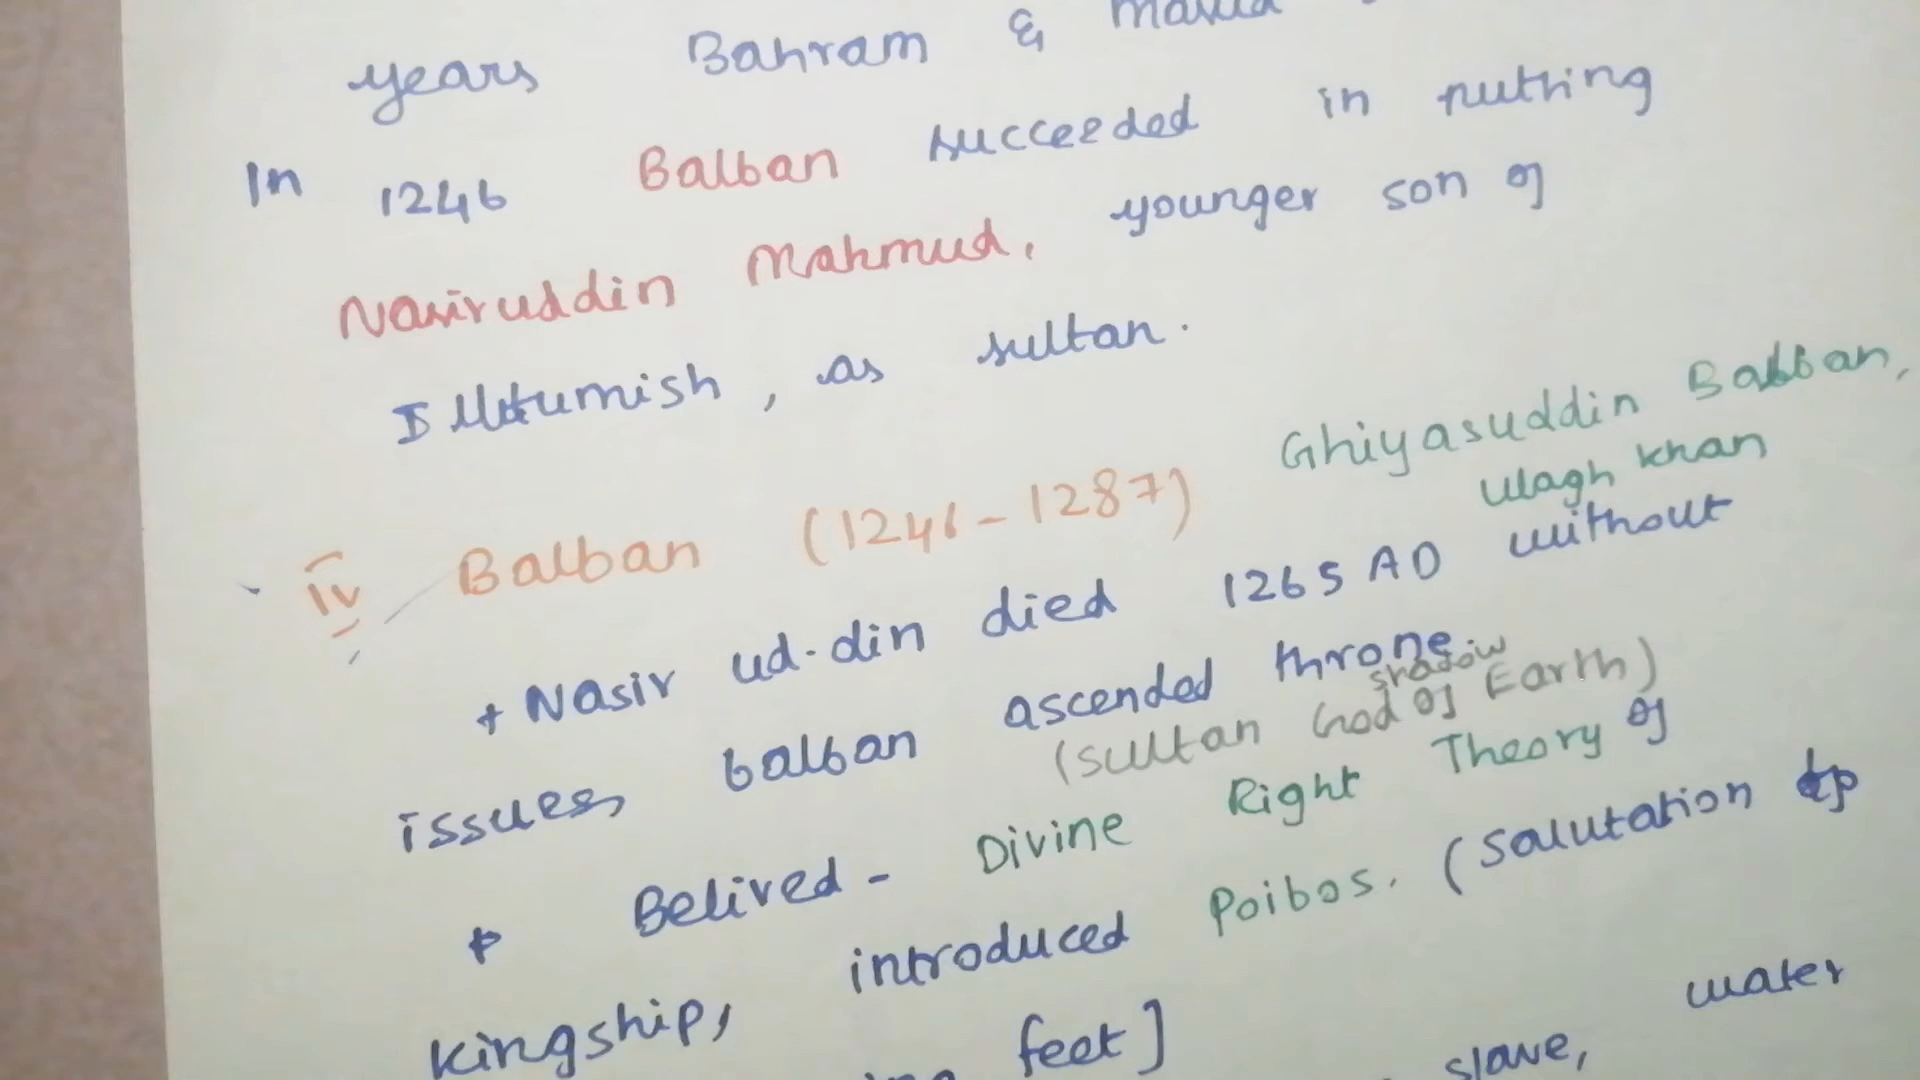 years Bahram &
In 1246 Balban succeeded in putting
Nasiruddin Mahmud, younger son of
Illtutmish, as sultan.
Ghiyasuddin Balban,
iv Balban (1246-1287) Ulagh Khan
+ Nasir ud-din died 1265 AD without
issues balban ascended throne
shadow
(sultan God of Earth)
Belived - Divine Right Theory of
Kingship, introduced Poibos. (Salutation
feet]
slave, water